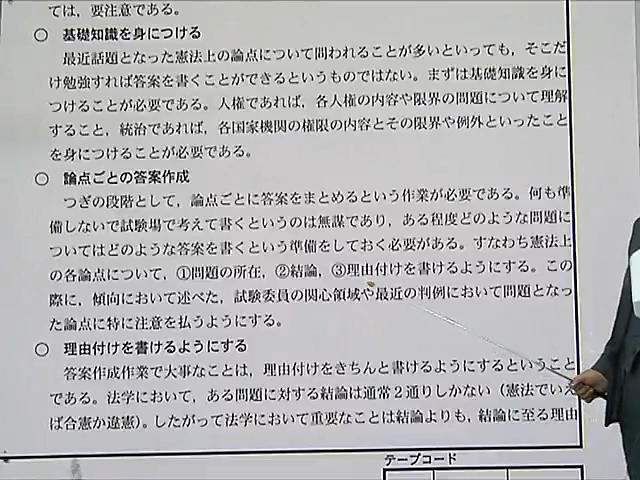 ては，要注意である。
○ 基礎知識を身につける
最近話題となった憲法上の論点について問われることが多いといっても，そこだ
け勉強すれば答案を書くことができるというものではない。まずは基礎知識を身に
つけることが必要である。人権であれば，各人権の内容や限界の問題について理解
すること，統治であれば，各国家機関の権限の内容とその限界や例外といったこと
を身につけることが必要である。
○ 論点ごとの答案作成
つぎの段階として，論点ごとに答案をまとめるという作業が必要である。何も準
備しないで試験場で考えて書くというのは無謀であり，ある程度どのような問題に
ついてはどのような答案を書くという準備をしておく必要がある。すなわち憲法上
の各論点について，①問題の所在，②結論，③理由付けを書けるようにする。この
際に，傾向において述べた，試験委員の関心領域や最近の判例において問題となっ
た論点に特に注意を払うようにする。
○ 理由付けを書けるようにする
答案作成作業で大事なことは，理由付けをきちんと書けるようにするということ
である。法学において，ある問題に対する結論は通常２通りしかない（憲法でいえ
ば合憲か違憲）。したがって法学において重要なことは結論よりも，結論に至る理由
テープコード